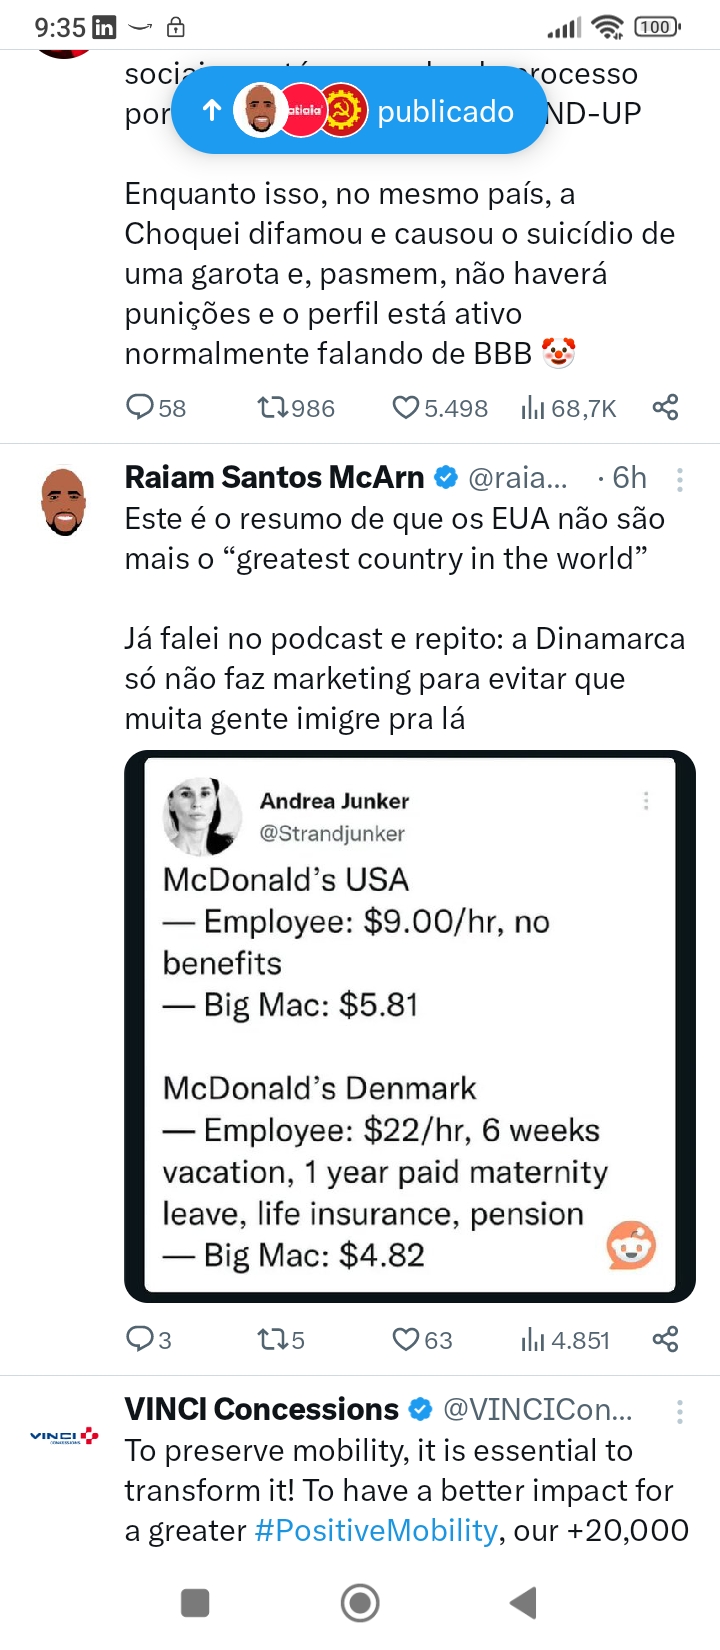 9:35 in 100
socia
rocesso
por
ND-UP
publicado
Enquanto isso, no mesmo país, a
Choquei difamou e causou o suicídio de
uma garota e, pasmem, não haverá
punições e o perfil está ativo
normalmente falando de BBB 🤡
58 986 5.498 68,7K
Raiam Santos McArn @raia... · 6h
Este é o resumo de que os EUA não são
mais o “greatest country in the world”
Já falei no podcast e repito: a Dinamarca
só não faz marketing para evitar que
muita gente imigre pra lá
Andrea Junker
@Strandjunker
McDonald’s USA
— Employee: $9.00/hr, no
benefits
— Big Mac: $5.81
McDonald’s Denmark
— Employee: $22/hr, 6 weeks
vacation, 1 year paid maternity
leave, life insurance, pension
— Big Mac: $4.82
3 5 63 4.851
VINCI Concessions @VINCICon...
VINCI
CONCESSIONS
To preserve mobility, it is essential to
transform it! To have a better impact for
a greater #PositiveMobility, our +20,000